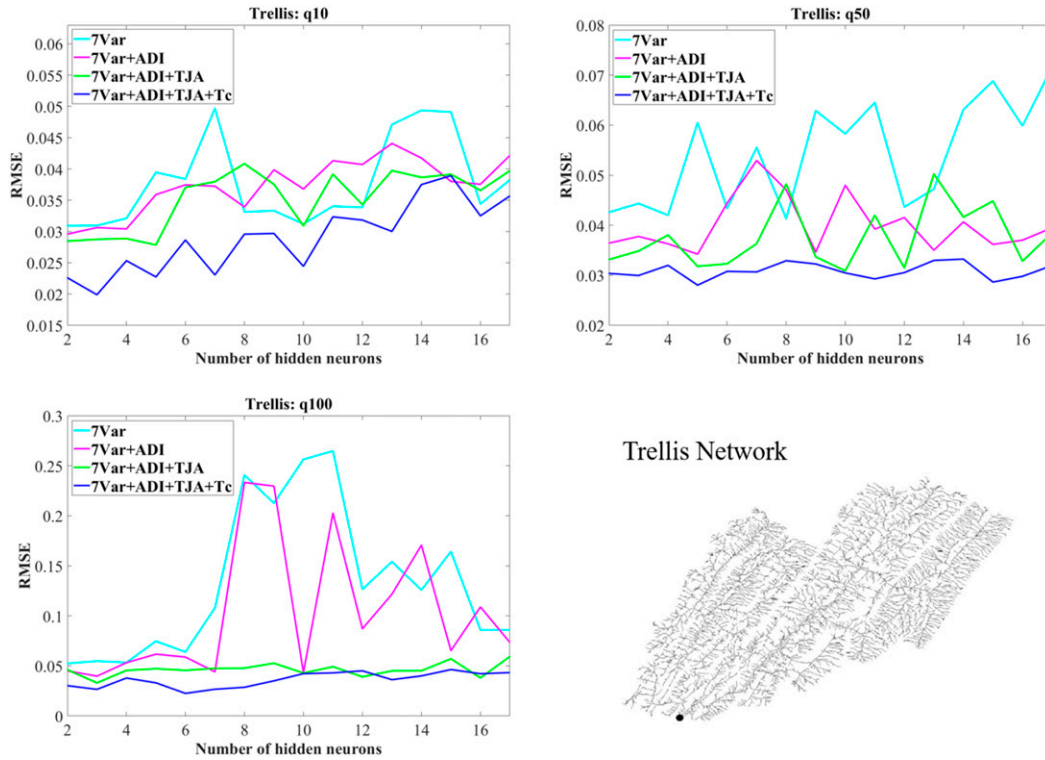 Trellis: q10
0.06
0.055
0.05
0.045
0.04
0.035
0.03
0.025
0.02
0.015
RMSE
7Var
7Var+ADI
7Var+ADI+TJA
7Var+ADI+TJA+Tc
2 4 6 8 10 12 14 16
Number of hidden neurons
Trellis: q50
0.08
0.07
0.06
0.05
0.04
0.03
0.02
RMSE
7Var
7Var+ADI
7Var+ADI+TJA
7Var+ADI+TJA+Tc
2 4 6 8 10 12 14 16
Number of hidden neurons
Trellis: q100
0.3
0.25
0.2
0.15
0.1
0.05
0
RMSE
7Var
7Var+ADI
7Var+ADI+TJA
7Var+ADI+TJA+Tc
2 4 6 8 10 12 14 16
Number of hidden neurons
Trellis Network